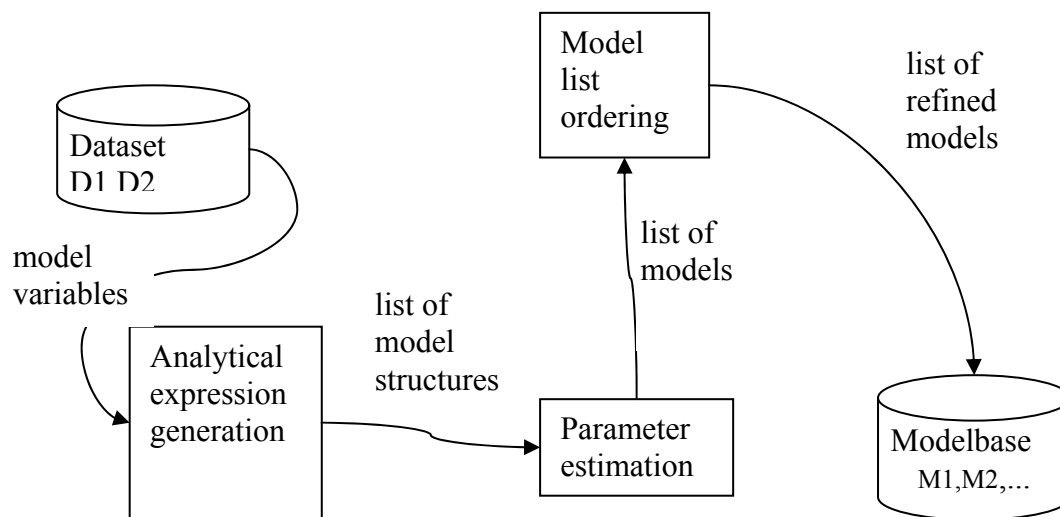 Dataset
D1 D2
model
variables
Analytical
expression
generation
list of
model
structures
Parameter
estimation
list of
models
Model
list
ordering
list of
refined
models
Modelbase
M1,M2,...